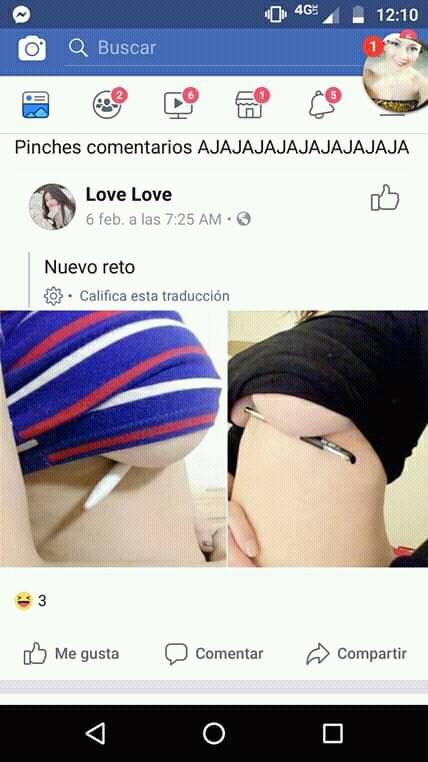 4G 12:10
Buscar
1
6
2
6
1
5
Pinches comentarios AJAJAJAJAJAJAJAJAJA
Love Love
6 feb. a las 7:25 AM •
Nuevo reto
• Califica esta traducción
3
Me gusta Comentar Compartir